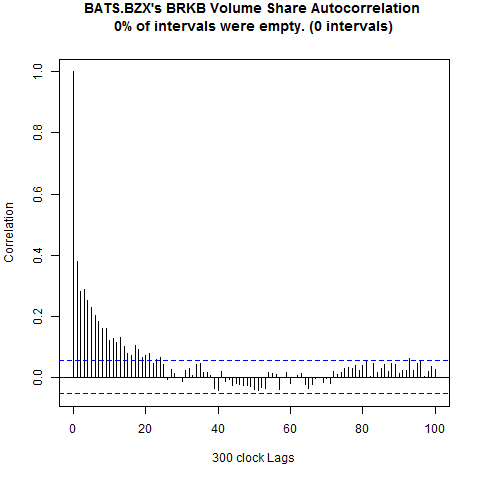 BATS.BZX's BRKB Volume Share Autocorrelation
0% of intervals were empty. (0 intervals)
1.0
0.8
0.6
0.4
0.2
0.0
Correlation
0 20 40 60 80 100
300 clock Lags